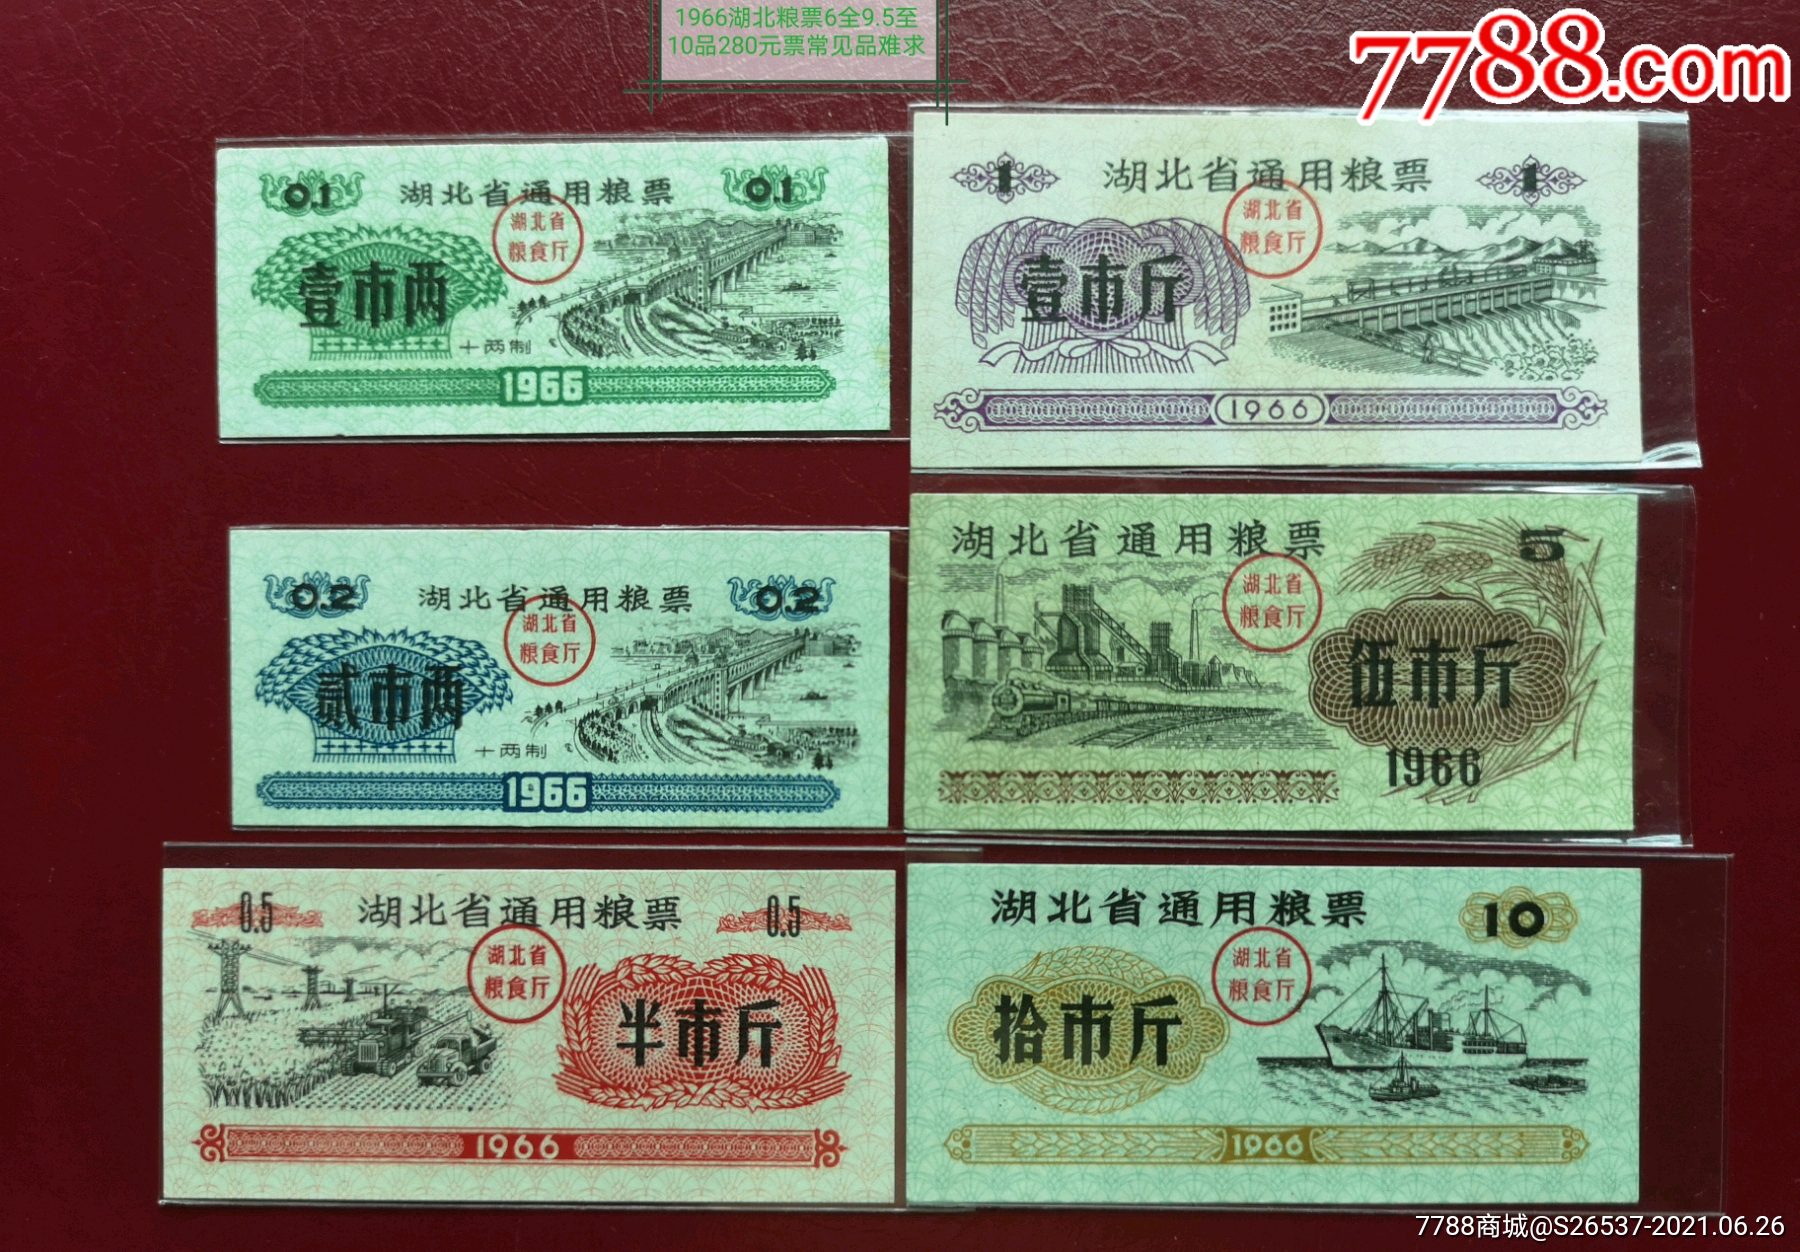 1966湖北粮票6全9.5至
10品280元票常见品难求
7788.com
0.1 湖北省通用粮票 0.1
湖北省
粮食厅
壹市两
十两制
1966
1 湖北省通用粮票 1
湖北省
粮食厅
壹市斤
1966
0.2 湖北省通用粮票 0.2
湖北省
粮食厅
贰市两
十两制
1966
湖北省通用粮票 5
湖北省
粮食厅
伍市斤
1966
0.5 湖北省通用粮票 0.5
湖北省
粮食厅
半市斤
1966
湖北省通用粮票 10
湖北省
粮食厅
拾市斤
1966
7788商城@S26537-2021.06.26